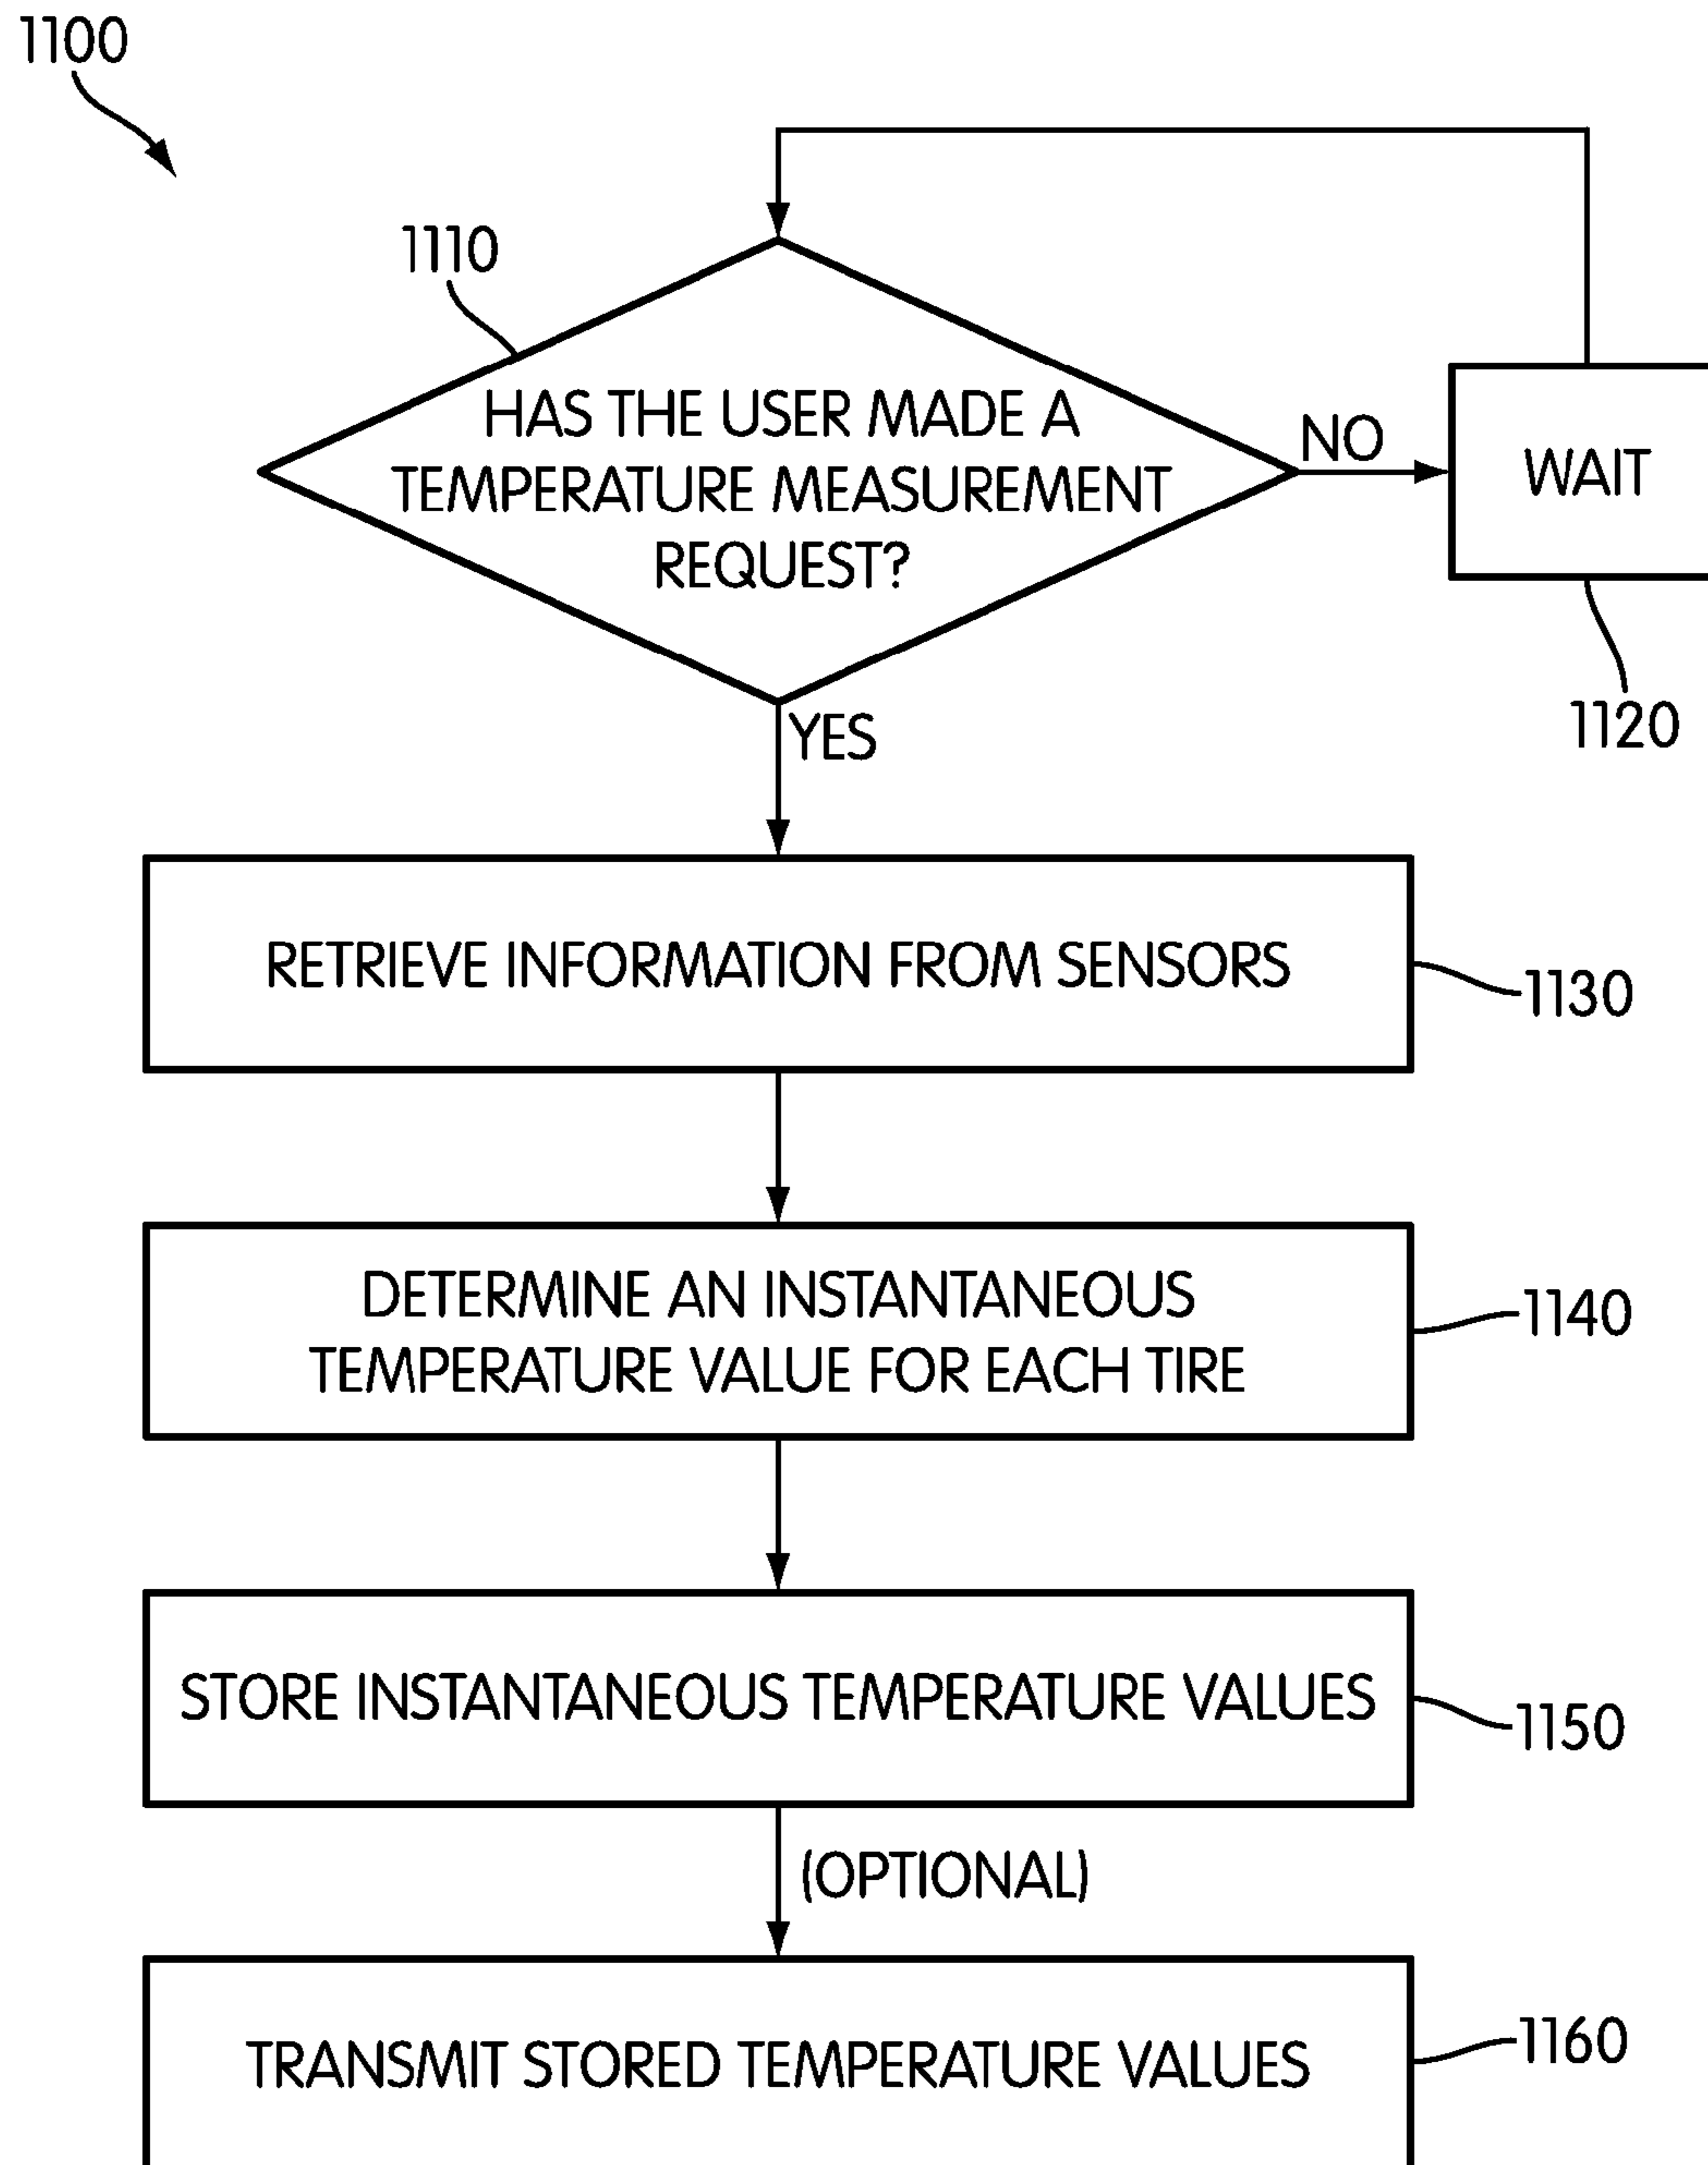 1100
1110
HAS THE USER MADE A
TEMPERATURE MEASUREMENT
REQUEST?
NO
WAIT
1120
YES
RETRIEVE INFORMATION FROM SENSORS
1130
DETERMINE AN INSTANTANEOUS
TEMPERATURE VALUE FOR EACH TIRE
1140
STORE INSTANTANEOUS TEMPERATURE VALUES
1150
(OPTIONAL)
TRANSMIT STORED TEMPERATURE VALUES
1160